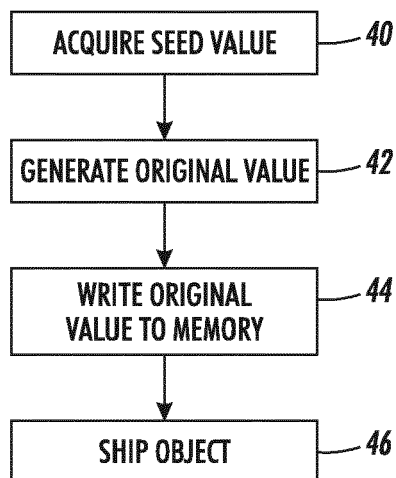 ACQUIRE SEED VALUE 40
GENERATE ORIGINAL VALUE 42
WRITE ORIGINAL
VALUE TO MEMORY 44
SHIP OBJECT 46